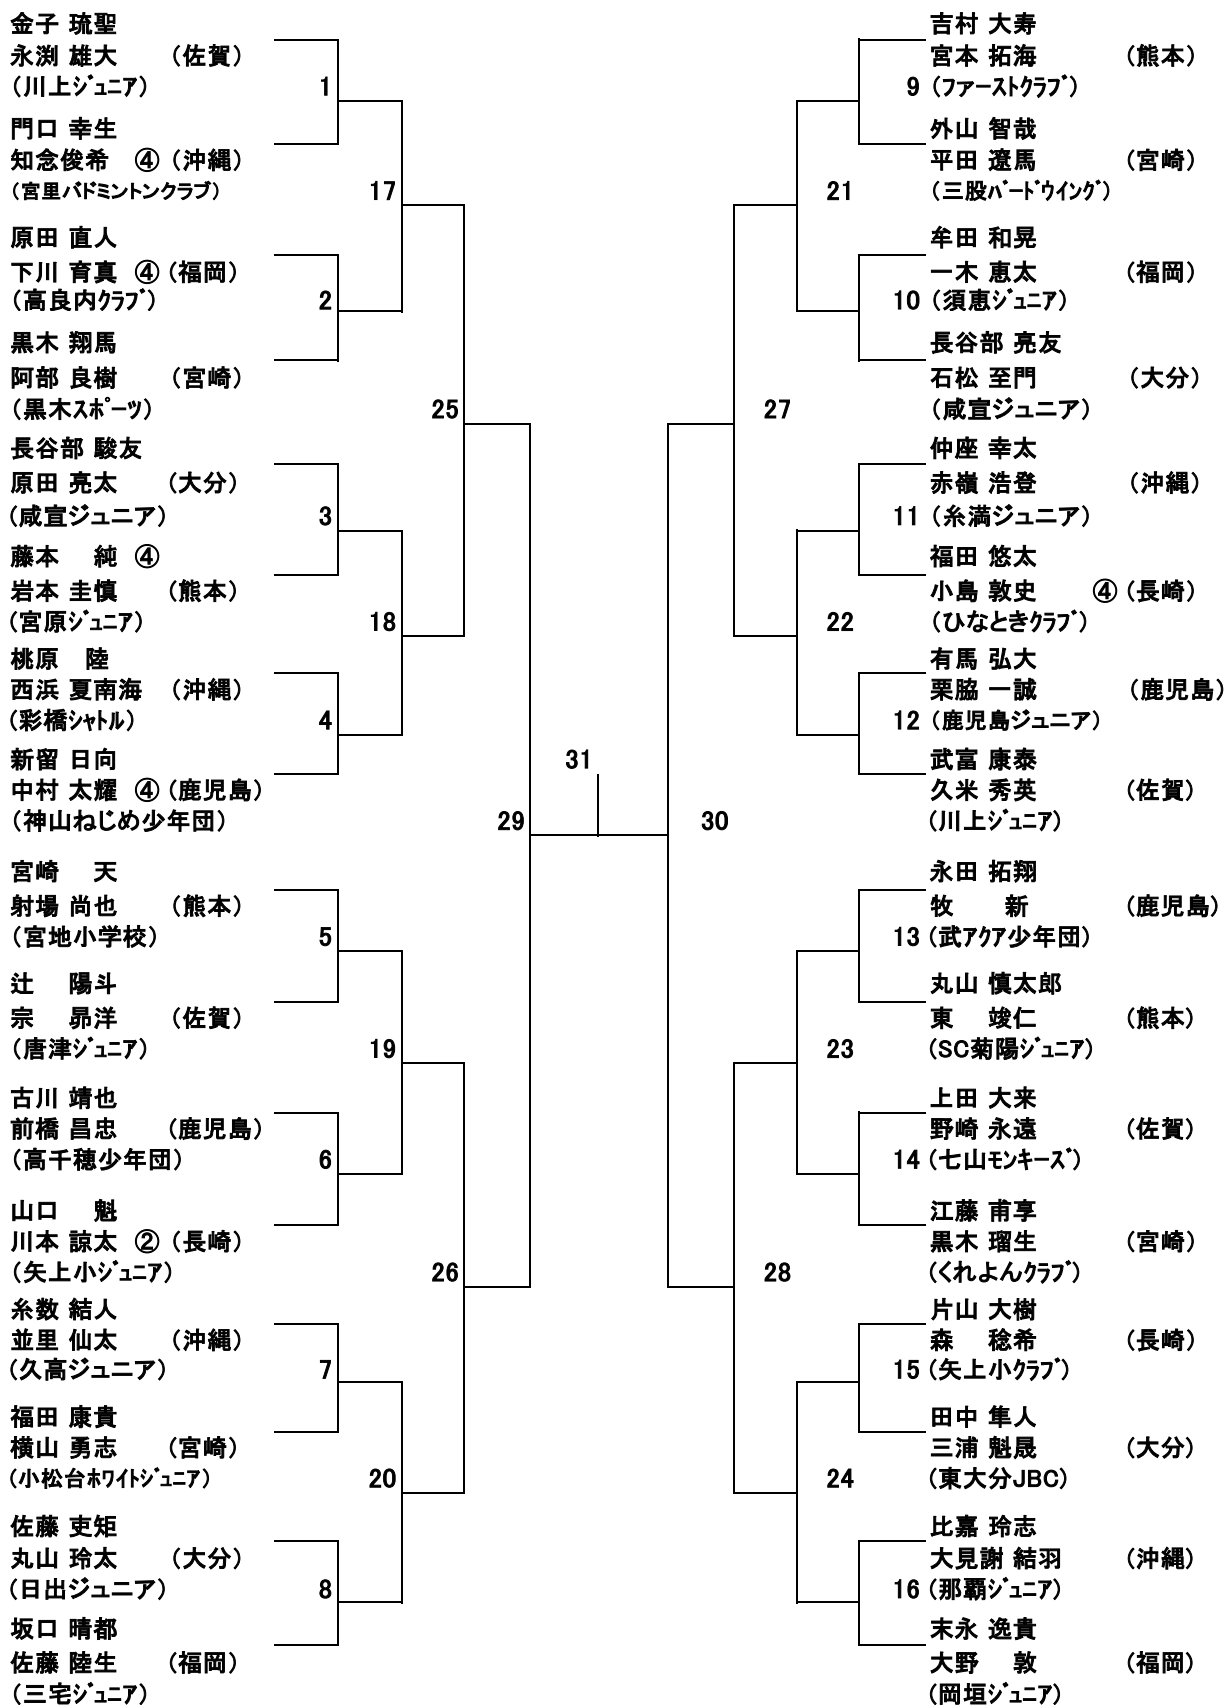 金子 琉聖
永渕 雄大 (佐賀)
(川上ｼﾞｭﾆｱ)
1
門口 幸生
知念俊希 ④ (沖縄)
(宮里バドミントンクラブ)
17
原田 直人
下川 育真 ④ (福岡)
(高良内ｸﾗﾌﾞ)
2
黒木 翔馬
阿部 良樹 (宮崎)
(黒木ｽﾎﾟｰﾂ)
25
長谷部 駿友
原田 亮太 (大分)
(咸宜ジュニア)
3
藤本 純 ④
岩本 圭慎 (熊本)
(宮原ｼﾞｭﾆｱ)
18
桃原 陸
西浜 夏南海 (沖縄)
(彩橋ｼｬﾄﾙ)
4
新留 日向
中村 太耀 ④ (鹿児島)
(神山ねじめ少年団)
29
宮崎 天
射場 尚也 (熊本)
(宮地小学校)
5
辻 陽斗
宗 昴洋 (佐賀)
(唐津ｼﾞｭﾆｱ)
19
古川 靖也
前橋 昌忠 (鹿児島)
(高千穂少年団)
6
山口 魁
川本 諒太 ② (長崎)
(矢上小ｼﾞｭﾆｱ)
26
糸数 結人
並里 仙太 (沖縄)
(久高ジュニア)
7
福田 康貴
横山 勇志 (宮崎)
(小松台ﾎﾜｲﾄｼﾞｭﾆｱ)
20
佐藤 吏矩
丸山 玲太 (大分)
(日出ジュニア)
8
坂口 晴都
佐藤 陸生 (福岡)
(三宅ｼﾞｭﾆｱ)
31
吉村 大寿
宮本 拓海 (熊本)
9 (ﾌｧｰｽﾄｸﾗﾌﾞ)
外山 智哉
平田 遼馬 (宮崎)
21 (三股ﾊﾞｰﾄﾞｳｲﾝｸﾞ)
牟田 和晃
一木 恵太 (福岡)
10 (須恵ｼﾞｭﾆｱ)
長谷部 亮友
石松 至門 (大分)
27 (咸宜ジュニア)
仲座 幸太
赤嶺 浩登 (沖縄)
11 (糸満ジュニア)
福田 悠太
小島 敦史 ④ (長崎)
22 (ひなときｸﾗﾌﾞ)
有馬 弘大
栗脇 一誠 (鹿児島)
12 (鹿児島ジュニア)
武富 康泰
久米 秀英 (佐賀)
30 (川上ｼﾞｭﾆｱ)
永田 拓翔
牧 新 (鹿児島)
13 (武ｱｸｱ少年団)
丸山 慎太郎
東 竣仁 (熊本)
23 (SC菊陽ｼﾞｭﾆｱ)
上田 大来
野崎 永遠 (佐賀)
14 (七山ﾓﾝｷｰｽﾞ)
江藤 甫享
黒木 瑠生 (宮崎)
28 (くれよんｸﾗﾌﾞ)
片山 大樹
森 稔希 (長崎)
15 (矢上小ｸﾗﾌﾞ)
田中 隼人
三浦 魁晟 (大分)
24 (東大分JBC)
比嘉 玲志
大見謝 結羽 (沖縄)
16 (那覇ｼﾞｭﾆｱ)
末永 逸貴
大野 敦 (福岡)
(岡垣ｼﾞｭﾆｱ)